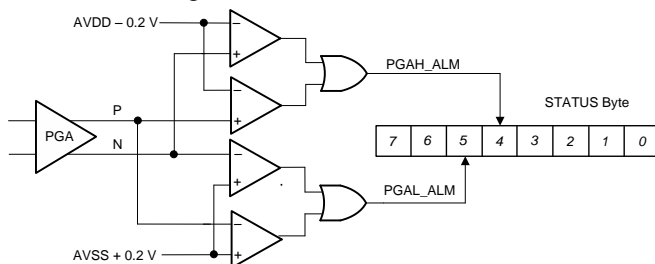 AVDD – 0.2 V
PGAH_ALM
P
STATUS Byte
PGA
N
7 6 5 4 3 2 1 0
PGAL_ALM
AVSS + 0.2 V